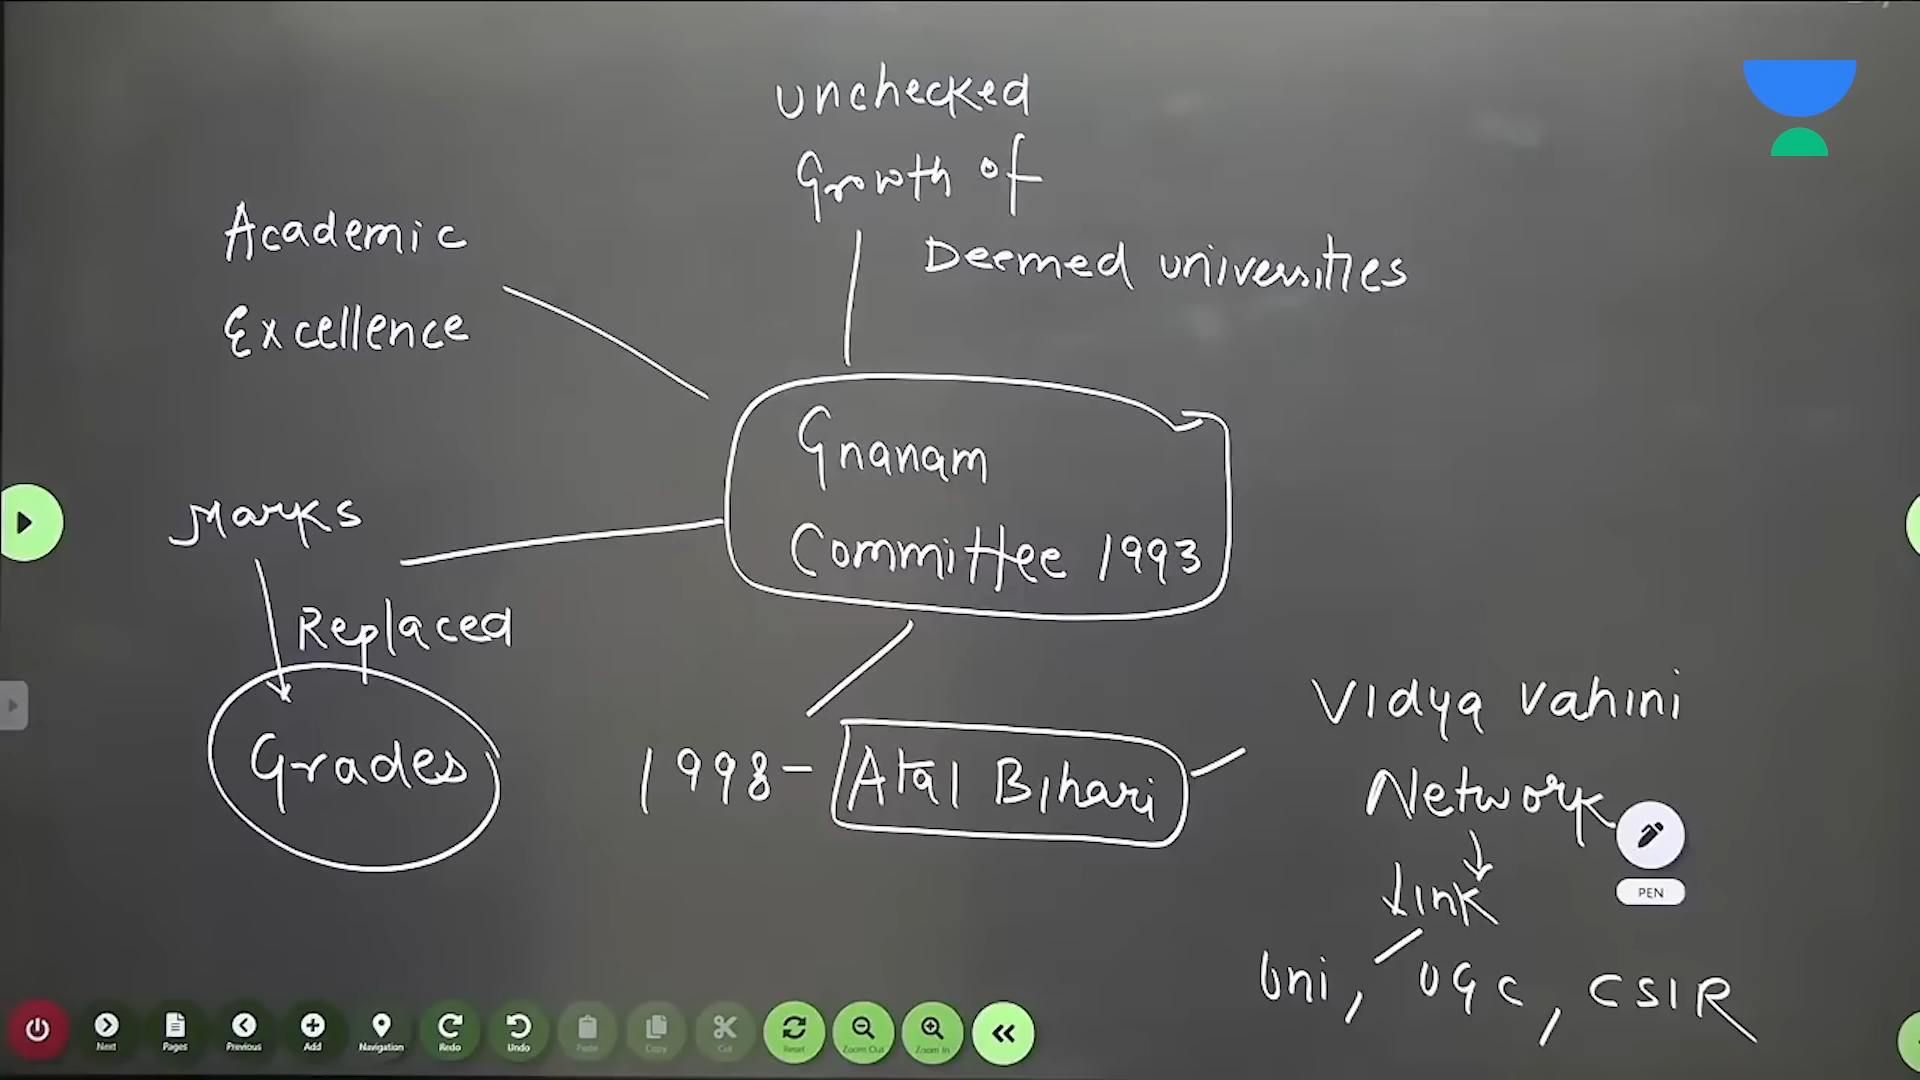 unchecked
Growth of
Deemed universities
Academic
Excellence
Gnanam
Committee 1993
Marks
Replaced
Grades
1998- Atal Bihari
Vidya Vahini
Network
Link
Uni, UGC, CSIR
PEN
Next
Pages
Previous
Add
Navigation
Redo
Undo
Paste
Copy
Cut
Reset
Zoom Out
Zoom In